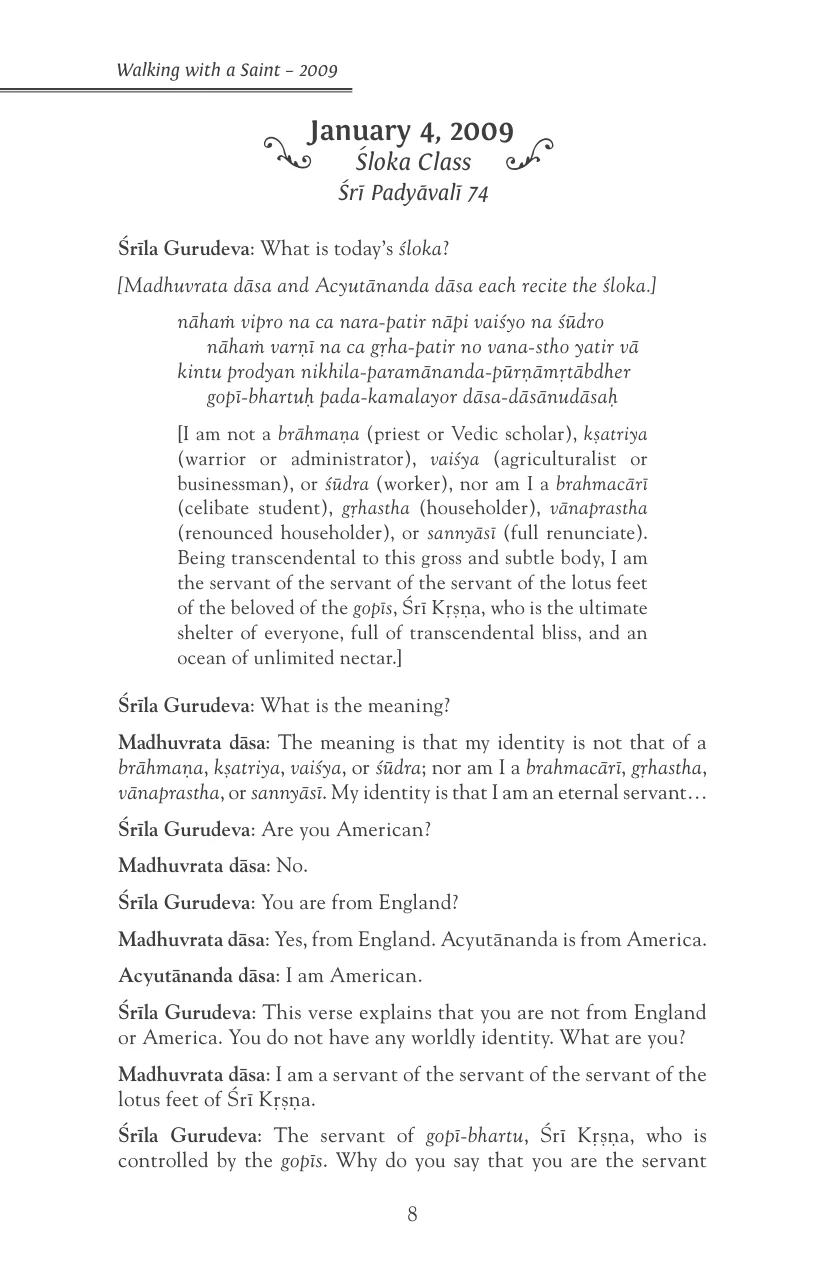 Walking with a Saint – 2009
January 4, 2009
Śloka Class
Śrī Padyāvalī 74
Śrīla Gurudeva: What is today's śloka?
[Madhuvrata dāsa and Acyutānanda dāsa each recite the śloka.]
nāhaṁ vipro na ca nara-patir nāpi vaiśyo na śūdro
nāhaṁ varṇī na ca gṛha-patir no vana-stho yatir vā
kintu prodyan nikhila-paramānanda-pūrṇāmṛtābdher
gopī-bhartuḥ pada-kamalayor dāsa-dāsānudāsaḥ
[I am not a brāhmaṇa (priest or Vedic scholar), kṣatriya
(warrior or administrator), vaiśya (agriculturalist or
businessman), or śūdra (worker), nor am I a brahmacārī
(celibate student), gṛhastha (householder), vānaprastha
(renounced householder), or sannyāsī (full renunciate).
Being transcendental to this gross and subtle body, I am
the servant of the servant of the servant of the lotus feet
of the beloved of the gopīs, Śrī Kṛṣṇa, who is the ultimate
shelter of everyone, full of transcendental bliss, and an
ocean of unlimited nectar.]
Śrīla Gurudeva: What is the meaning?
Madhuvrata dāsa: The meaning is that my identity is not that of a
brāhmaṇa, kṣatriya, vaiśya, or śūdra; nor am I a brahmacārī, gṛhastha,
vānaprastha, or sannyāsī. My identity is that I am an eternal servant…
Śrīla Gurudeva: Are you American?
Madhuvrata dāsa: No.
Śrīla Gurudeva: You are from England?
Madhuvrata dāsa: Yes, from England. Acyutānanda is from America.
Acyutānanda dāsa: I am American.
Śrīla Gurudeva: This verse explains that you are not from England
or America. You do not have any worldly identity. What are you?
Madhuvrata dāsa: I am a servant of the servant of the servant of the
lotus feet of Śrī Kṛṣṇa.
Śrīla Gurudeva: The servant of gopī-bhartu, Śrī Kṛṣṇa, who is
controlled by the gopīs. Why do you say that you are the servant
8